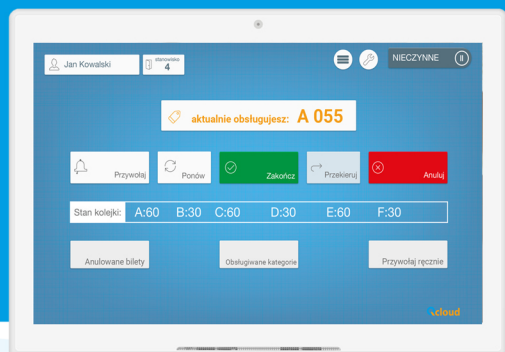 Jan Kowalski
stanowisko
4
NIECZYNNE
aktualnie obsługujesz: A 055
Przywołaj
Ponów
Zakończ
Przekieruj
Anuluj
Stan kolejki: A:60 B:30 C:60 D:30 E:60 F:30
Anulowane bilety
Obsługiwane kategorie
Przywołaj ręcznie
cloud